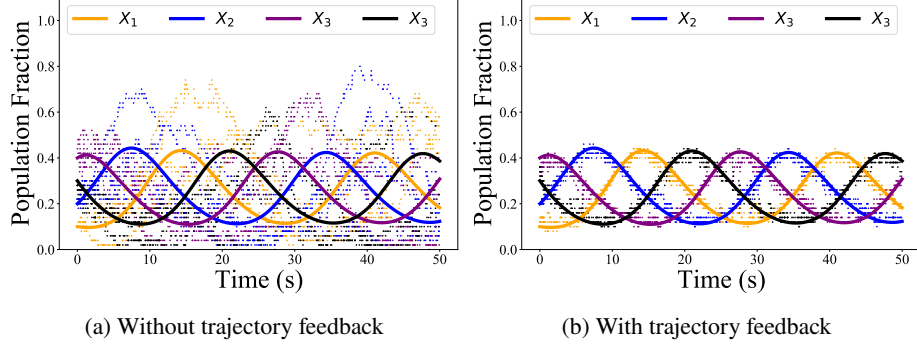 X1 X2 X3 X3
Population Fraction
1.0
0.8
0.6
0.4
0.2
0.0
0 10 20 30 40 50
Time (s)
(a) Without trajectory feedback
X1 X2 X3 X3
Population Fraction
1.0
0.8
0.6
0.4
0.2
0.0
0 10 20 30 40 50
Time (s)
(b) With trajectory feedback